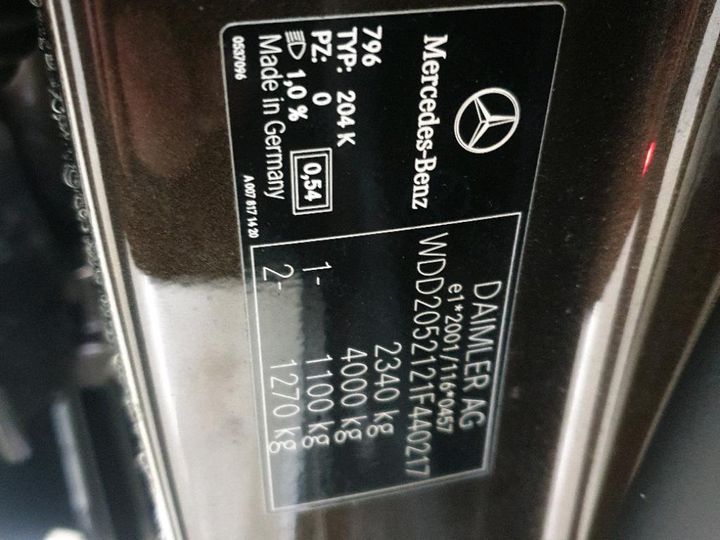 Mercedes-Benz
DAIMLER AG
e1*2001/116*0457
WDD2052121F440217
2340 kg
4000 kg
1- 1100 kg
2- 1270 kg
796
TYP: 204 K
PZ: 0
1,0 % 0,54
Made in Germany
0537096
A 007 817 14 20